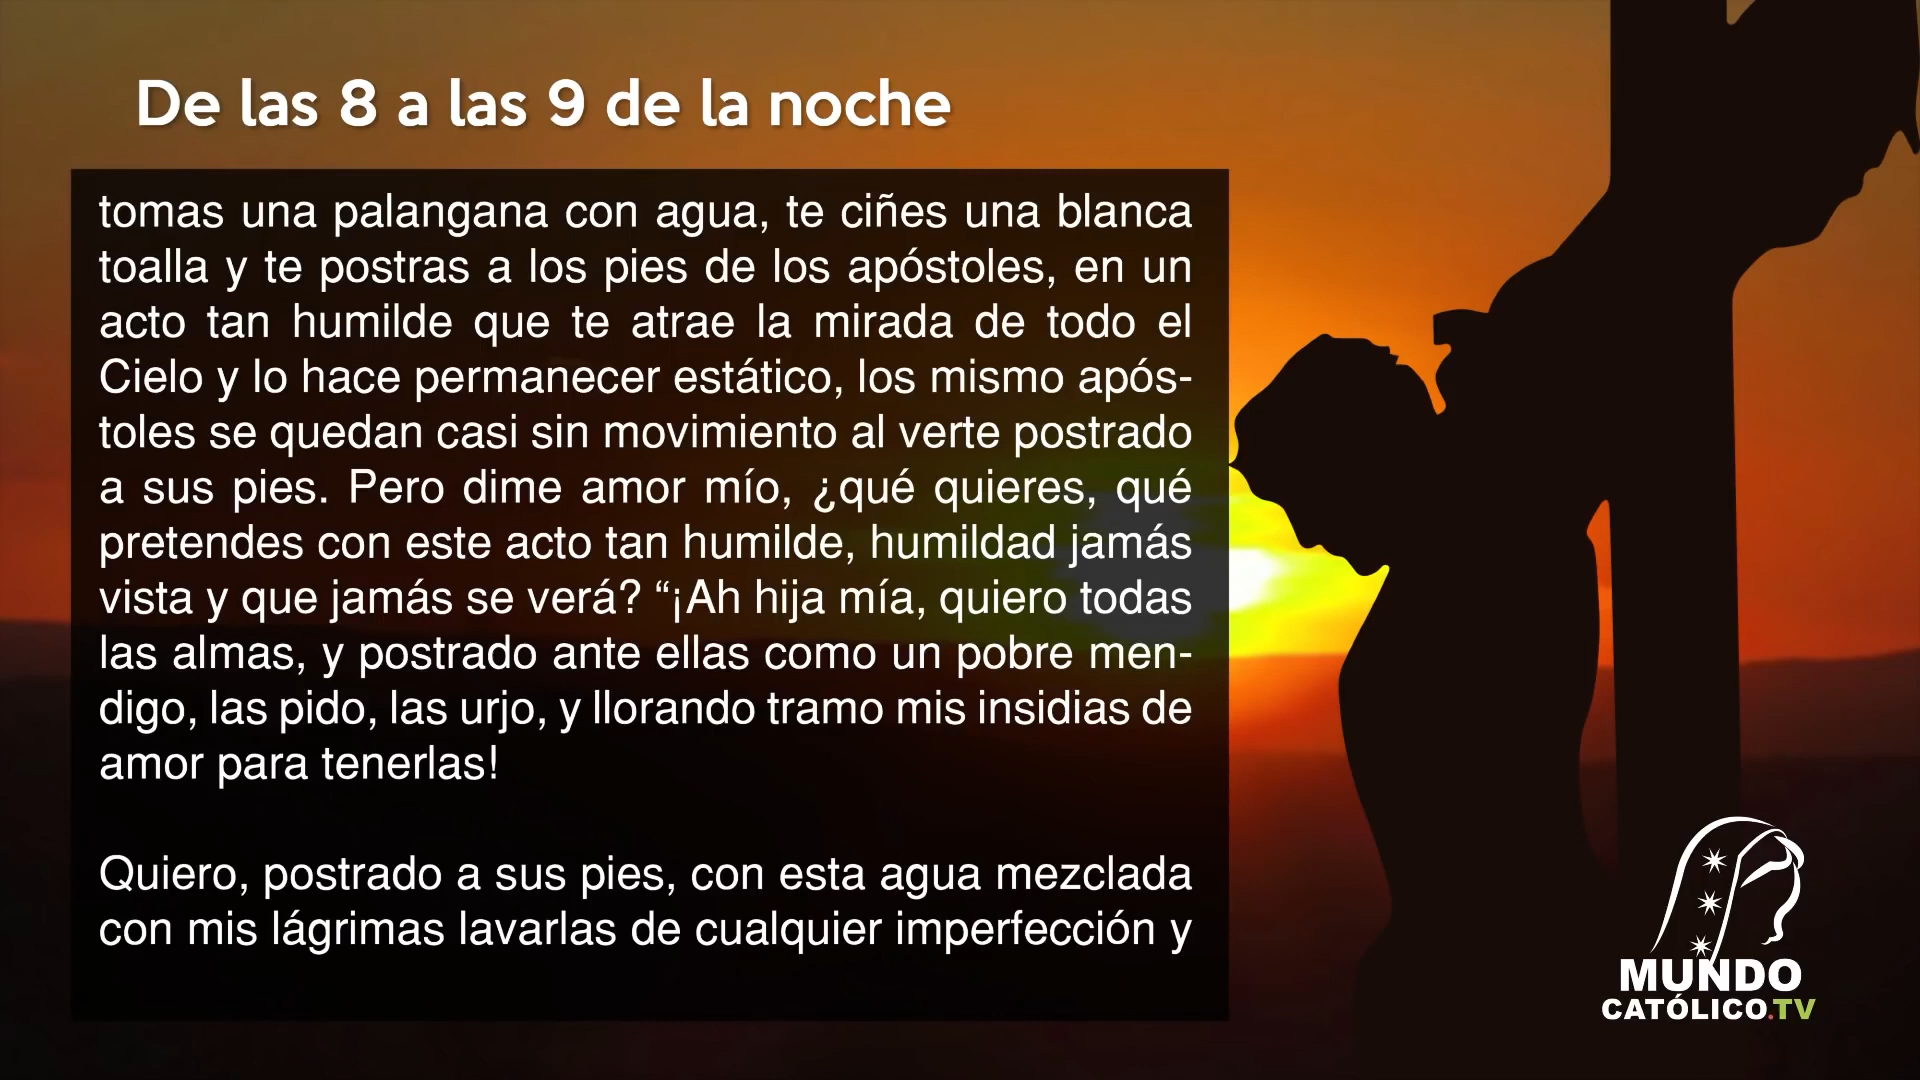 De las 8 a las 9 de la noche
tomas una palangana con agua, te ciñes una blanca
toalla y te postras a los pies de los apóstoles, en un
acto tan humilde que te atrae la mirada de todo el
Cielo y lo hace permanecer estático, los mismo após-
toles se quedan casi sin movimiento al verte postrado
a sus pies. Pero dime amor mío, ¿qué quieres, qué
pretendes con este acto tan humilde, humildad jamás
vista y que jamás se verá? “¡Ah hija mía, quiero todas
las almas, y postrado ante ellas como un pobre men-
digo, las pido, las urjo, y llorando tramo mis insidias de
amor para tenerlas!
Quiero, postrado a sus pies, con esta agua mezclada
con mis lágrimas lavarlas de cualquier imperfección y
MUNDO
CATÓLICO.TV